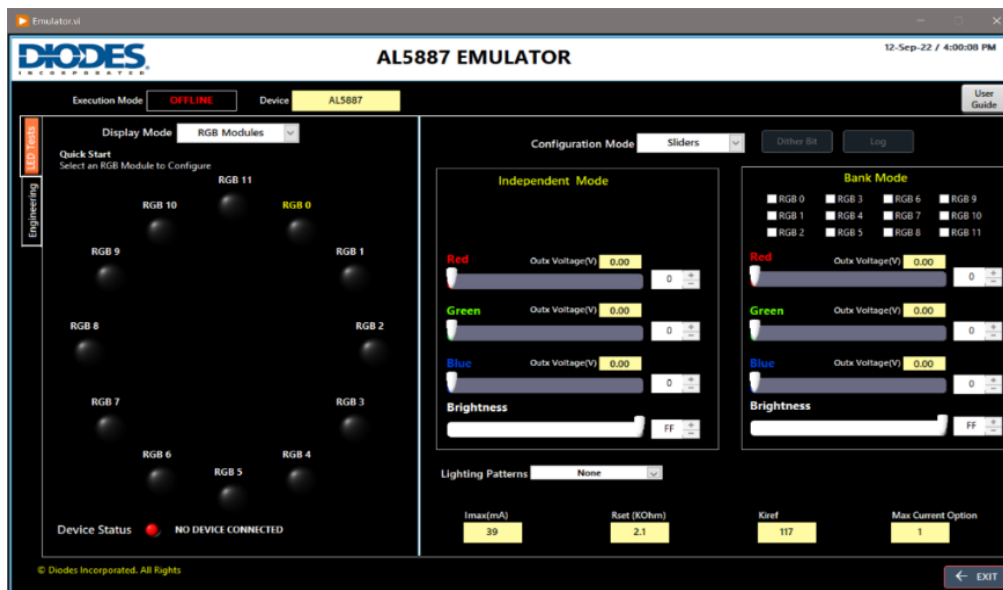 Emulator.vi
DIODES
INCORPORATED
AL5887 EMULATOR
12-Sep-22 / 4:00:08 PM
Execution Mode OFFLINE Device AL5887
User
Guide
LED Tests
Engineering
Display Mode RGB Modules
Quick Start
Select an RGB Module to Configure
RGB 11
RGB 10 RGB 0
RGB 9 RGB 1
RGB 8 RGB 2
RGB 7 RGB 3
RGB 6 RGB 4
RGB 5
Device Status NO DEVICE CONNECTED
Configuration Mode Sliders Dither Bit Log
Independent Mode
Red Outx Voltage(V) 0.00
0
Green Outx Voltage(V) 0.00
0
Blue Outx Voltage(V) 0.00
0
Brightness
FF
Bank Mode
RGB 0 RGB 3 RGB 6 RGB 9
RGB 1 RGB 4 RGB 7 RGB 10
RGB 2 RGB 5 RGB 8 RGB 11
Red Outx Voltage(V) 0.00
0
Green Outx Voltage(V) 0.00
0
Blue Outx Voltage(V) 0.00
0
Brightness
FF
Lighting Patterns None
Imax(mA) Rset (KOhm) Kiref Max Current Option
39 2.1 117 1
© Diodes Incorporated. All Rights
EXIT